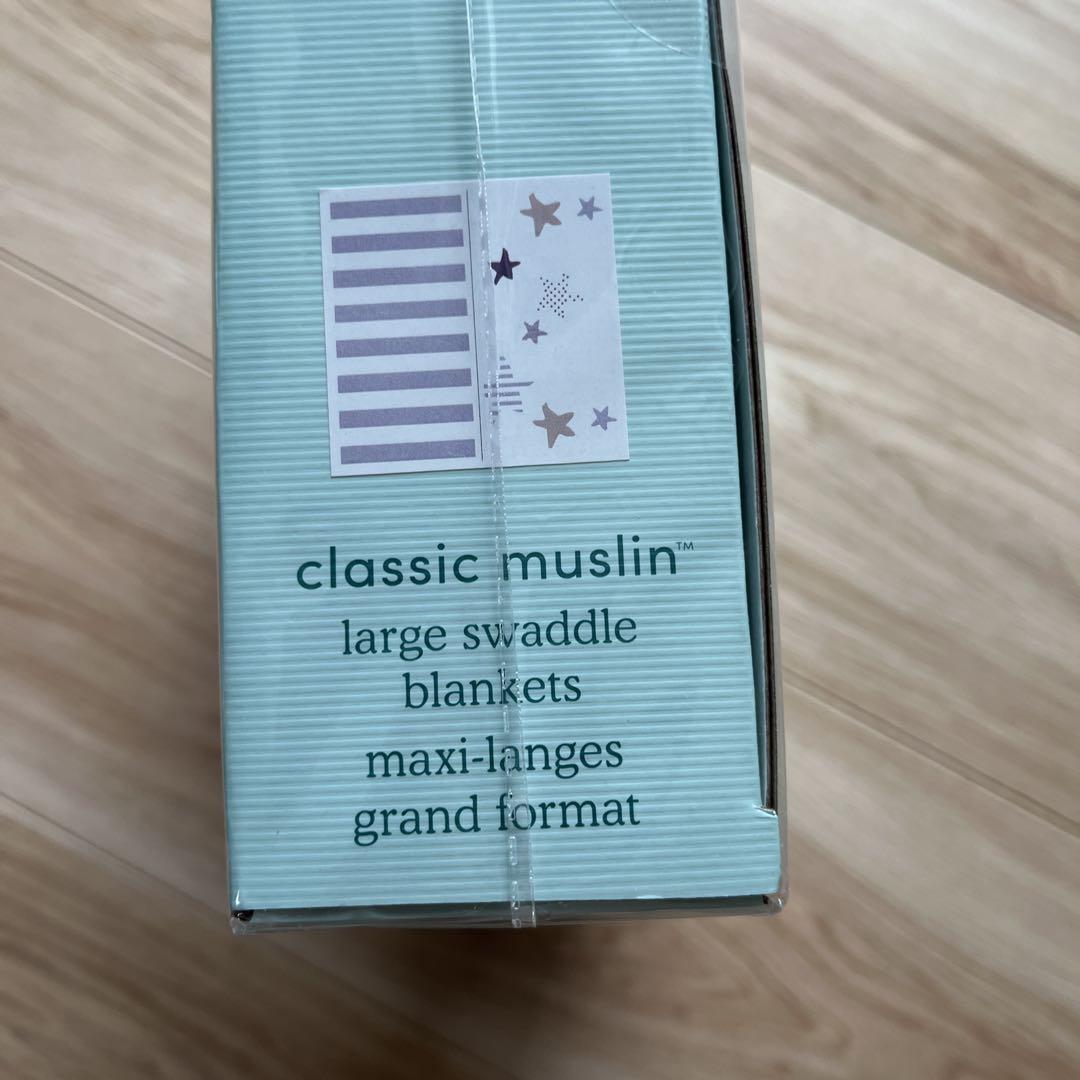 classic muslin™
large swaddle
blankets
maxi-langes
grand format